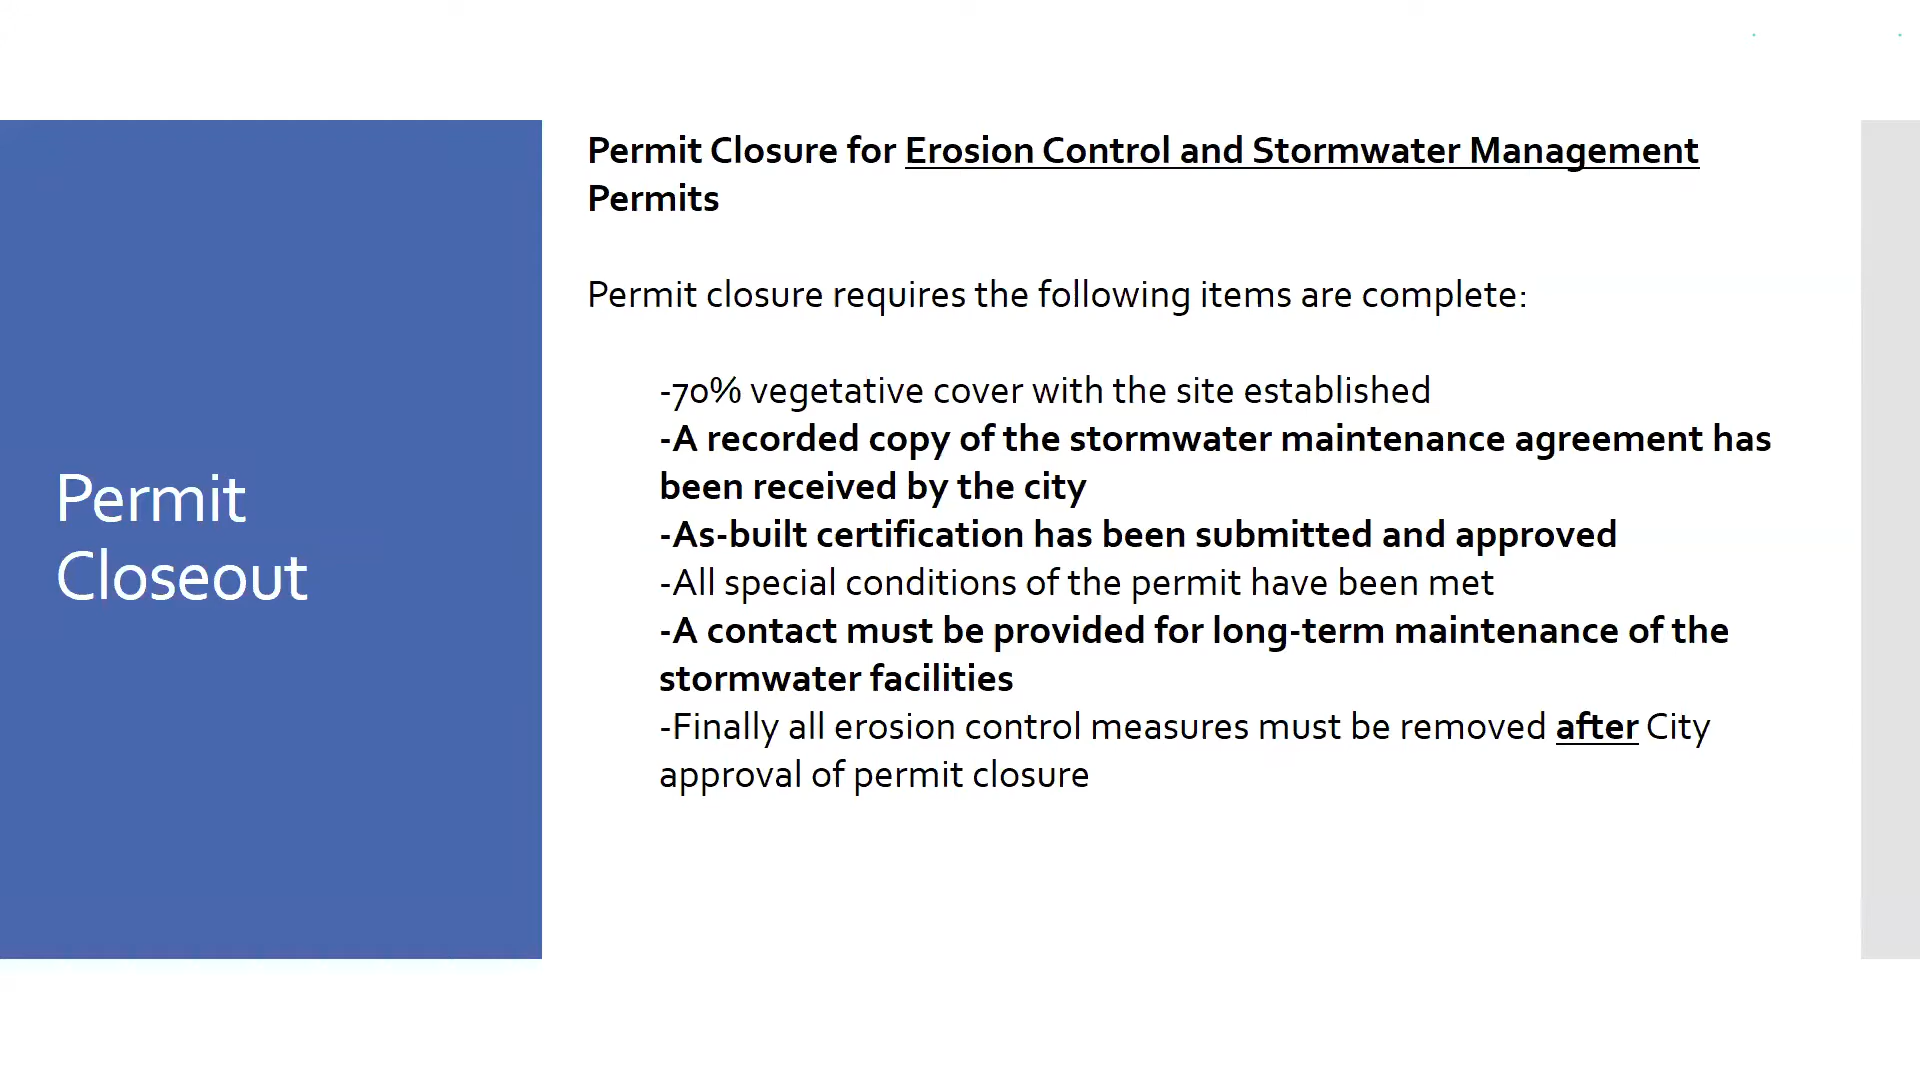 Permit
Closeout
Permit Closure for Erosion Control and Stormwater Management
Permits
Permit closure requires the following items are complete:
-70% vegetative cover with the site established
-A recorded copy of the stormwater maintenance agreement has
been received by the city
-As-built certification has been submitted and approved
-All special conditions of the permit have been met
-A contact must be provided for long-term maintenance of the
stormwater facilities
-Finally all erosion control measures must be removed after City
approval of permit closure